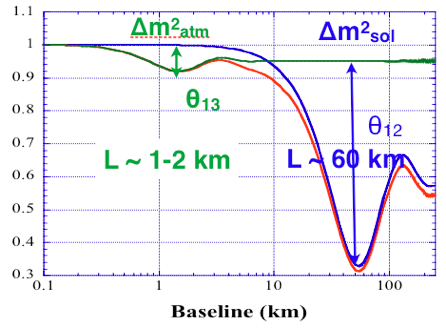 1.1
Δm²atm
Δm²sol
1
0.9
θ13
0.8
0.7
θ12
0.6
L ~ 1-2 km
L ~ 60 km
0.5
0.4
0.3
0.1
1
10
100
Baseline (km)